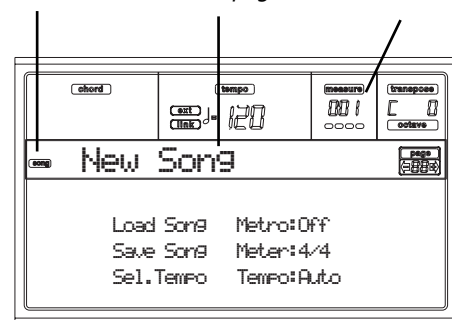 chord tempo measure transpose
ext
link ♩= 120 001 C 0
octave
song New Song page
Load Song Metro:Off
Save Song Meter:4/4
Sel.Tempo Tempo:Auto